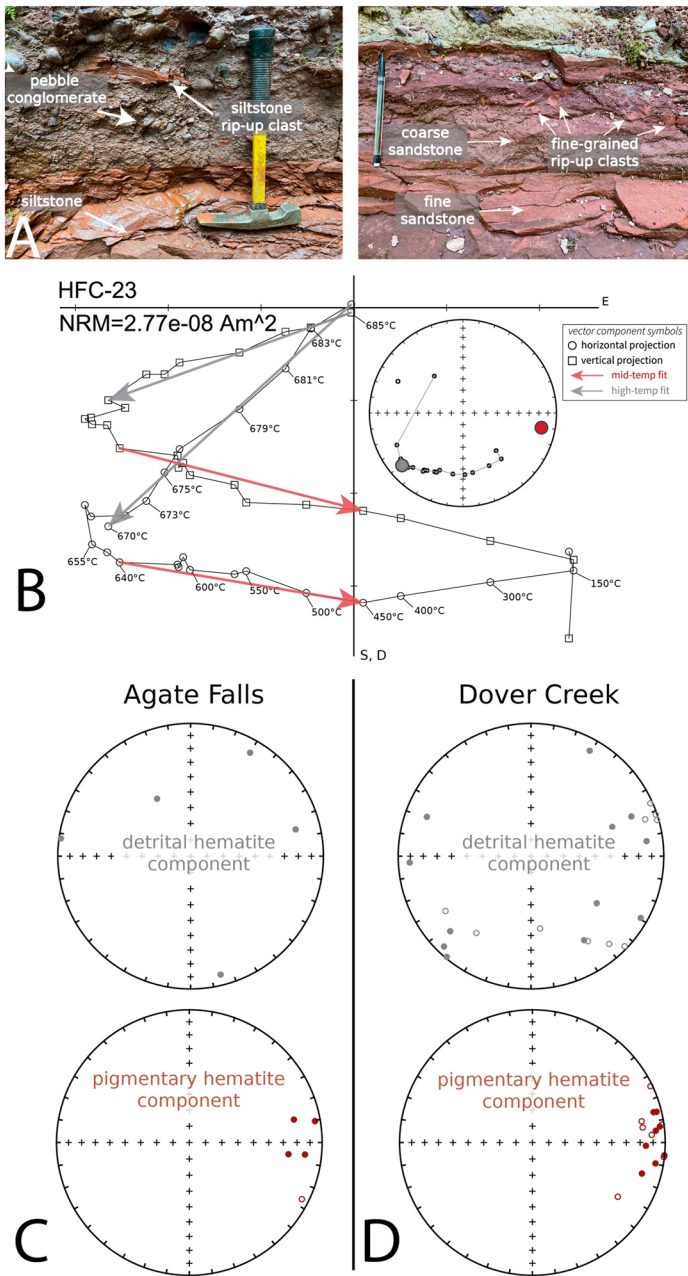 pebble
conglomerate
siltstone
rip-up clast
siltstone
A
coarse
sandstone
fine-grained
rip-up clasts
fine
sandstone
HFC-23
NRM=2.77e-08 Am^2
E
685°C
683°C
681°C
679°C
675°C
673°C
670°C
655°C
640°C
600°C
550°C
500°C
450°C
400°C
300°C
150°C
S, D
vector component symbols
horizontal projection
vertical projection
mid-temp fit
high-temp fit
B
Agate Falls
Dover Creek
detrital hematite
component
detrital hematite
component
pigmentary hematite
component
pigmentary hematite
component
C
D